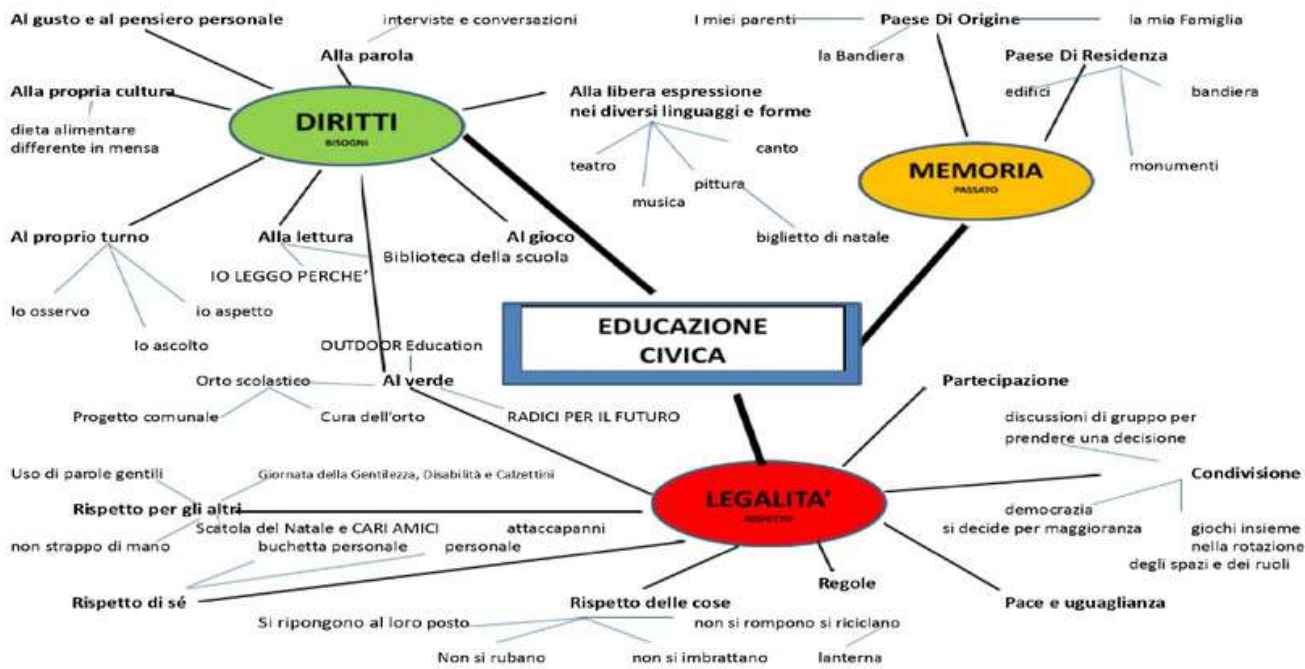 Al gusto e al pensiero personale
interviste e conversazioni
Alla parola
Alla propria cultura
dieta alimentare
differente in mensa
DIRITTI
BISOGNI
Alla libera espressione
nei diversi linguaggi e forme
teatro
musica
pittura
canto
biglietto di natale
I miei parenti
Paese Di Origine
la mia Famiglia
la Bandiera
Paese Di Residenza
edifici
bandiera
monumenti
MEMORIA
PASSATO
Al proprio turno
Io osservo
Io ascolto
io aspetto
Alla lettura
IO LEGGO PERCHE'
Biblioteca della scuola
Al gioco
EDUCAZIONE
CIVICA
OUTDOOR Education
Orto scolastico
Al verde
Progetto comunale
Cura dell'orto
RADICI PER IL FUTURO
Partecipazione
discussioni di gruppo per
prendere una decisione
Condivisione
democrazia
si decide per maggioranza
giochi insieme
nella rotazione
degli spazi e dei ruoli
LEGALITA'
RISPETTO
Uso di parole gentili
Giornata della Gentilezza, Disabilità e Calzettini
Rispetto per gli altri
Scatola del Natale e CARI AMICI
non strappo di mano
buchetta personale
attaccapanni
personale
Rispetto di sé
Regole
Pace e uguaglianza
Rispetto delle cose
Si ripongono al loro posto
non si rompono si riciclano
Non si rubano
non si imbrattano
lanterna